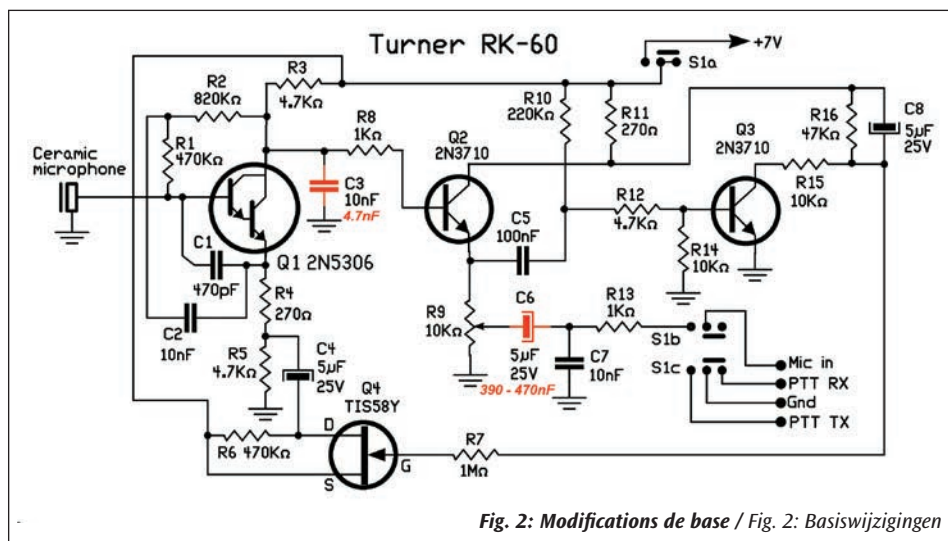 Turner RK-60
+7V
S1a
R3
4.7KΩ
R2
820KΩ
R10
220KΩ
R11
270Ω
R16
47KΩ
C8
5µF
25V
R8
1KΩ
Q2
2N3710
Q3
2N3710
R1
470KΩ
Ceramic
microphone
C3
10nF
4.7nF
R15
10KΩ
R12
4.7KΩ
C5
100nF
R14
10KΩ
Q1 2N5306
C1
470pF
R4
270Ω
C2
10nF
R9
10KΩ
C6
5µF
25V
390 - 470nF
R13
1KΩ
C7
10nF
S1b
S1c
Mic in
PTT RX
Gnd
PTT TX
R5
4.7KΩ
C4
5µF
25V
Q4
TIS58Y
D
S
G
R6 470KΩ
R7
1MΩ
Fig. 2: Modifications de base / Fig. 2: Basiswijzigingen